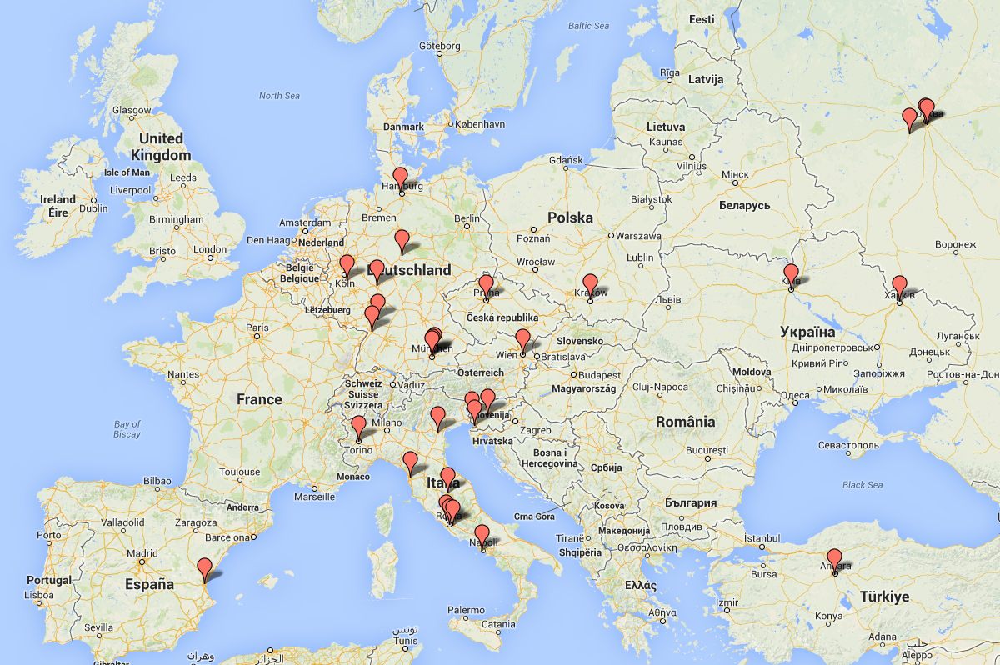 Eesti
Baltic Sea
Göteborg
Rīga
Latvija
North Sea
Glasgow
Danmark
København
Lietuva
Kaunas
United
Kingdom
Vilnius
Gdańsk
Isle of Man
Leeds
Мінск
Hamburg
Liverpool
Ireland
Éire
Dublin
Białystok
Беларусь
Bremen
Berlin
Polska
Birmingham
Amsterdam
Poznań
Warszawa
Den Haag
Nederland
Воронеж
Bristol
London
Lublin
Wrocław
België
Belgique
Deutschland
Köln
Київ
Praha
Kraków
Харків
Львів
Lëtzebuerg
Česká republika
Paris
Україна
Луганськ
Slovensko
München
Дніпропетровськ
Донецьк
Wien
Bratislava
Кривий Ріг
Österreich
Запоріжжя
Nantes
Budapest
Moldova
Ростов-на-Дону
Schweiz
Suisse
Svizzera
Vaduz
Magyarország
Cluj-Napoca
Chișinău
Миколаїв
Одеса
France
Slovenija
Milano
România
Bay of
Biscay
Zagreb
Hrvatska
Севастополь
Torino
Bosna i
Hercegovina
București
Србија
Toulouse
Monaco
Italia
Black Sea
Bilbao
Marseille
Andorra
Kosovo
България
Roma
Crna Gora
Valladolid
Zaragoza
Пловдив
Porto
Barcelona
Македонија
Tiranë
İstanbul
Napoli
Θεσσαλονίκη
Madrid
Shqipëria
Ankara
Bursa
Portugal
España
Ελλάς
Lisboa
Türkiye
İzmir
Palermo
Αθήνα
Konya
Sevilla
Catania
تونس
Tunis
Adana
حلب
Aleppo
وهران
الجزائر
Gibraltar